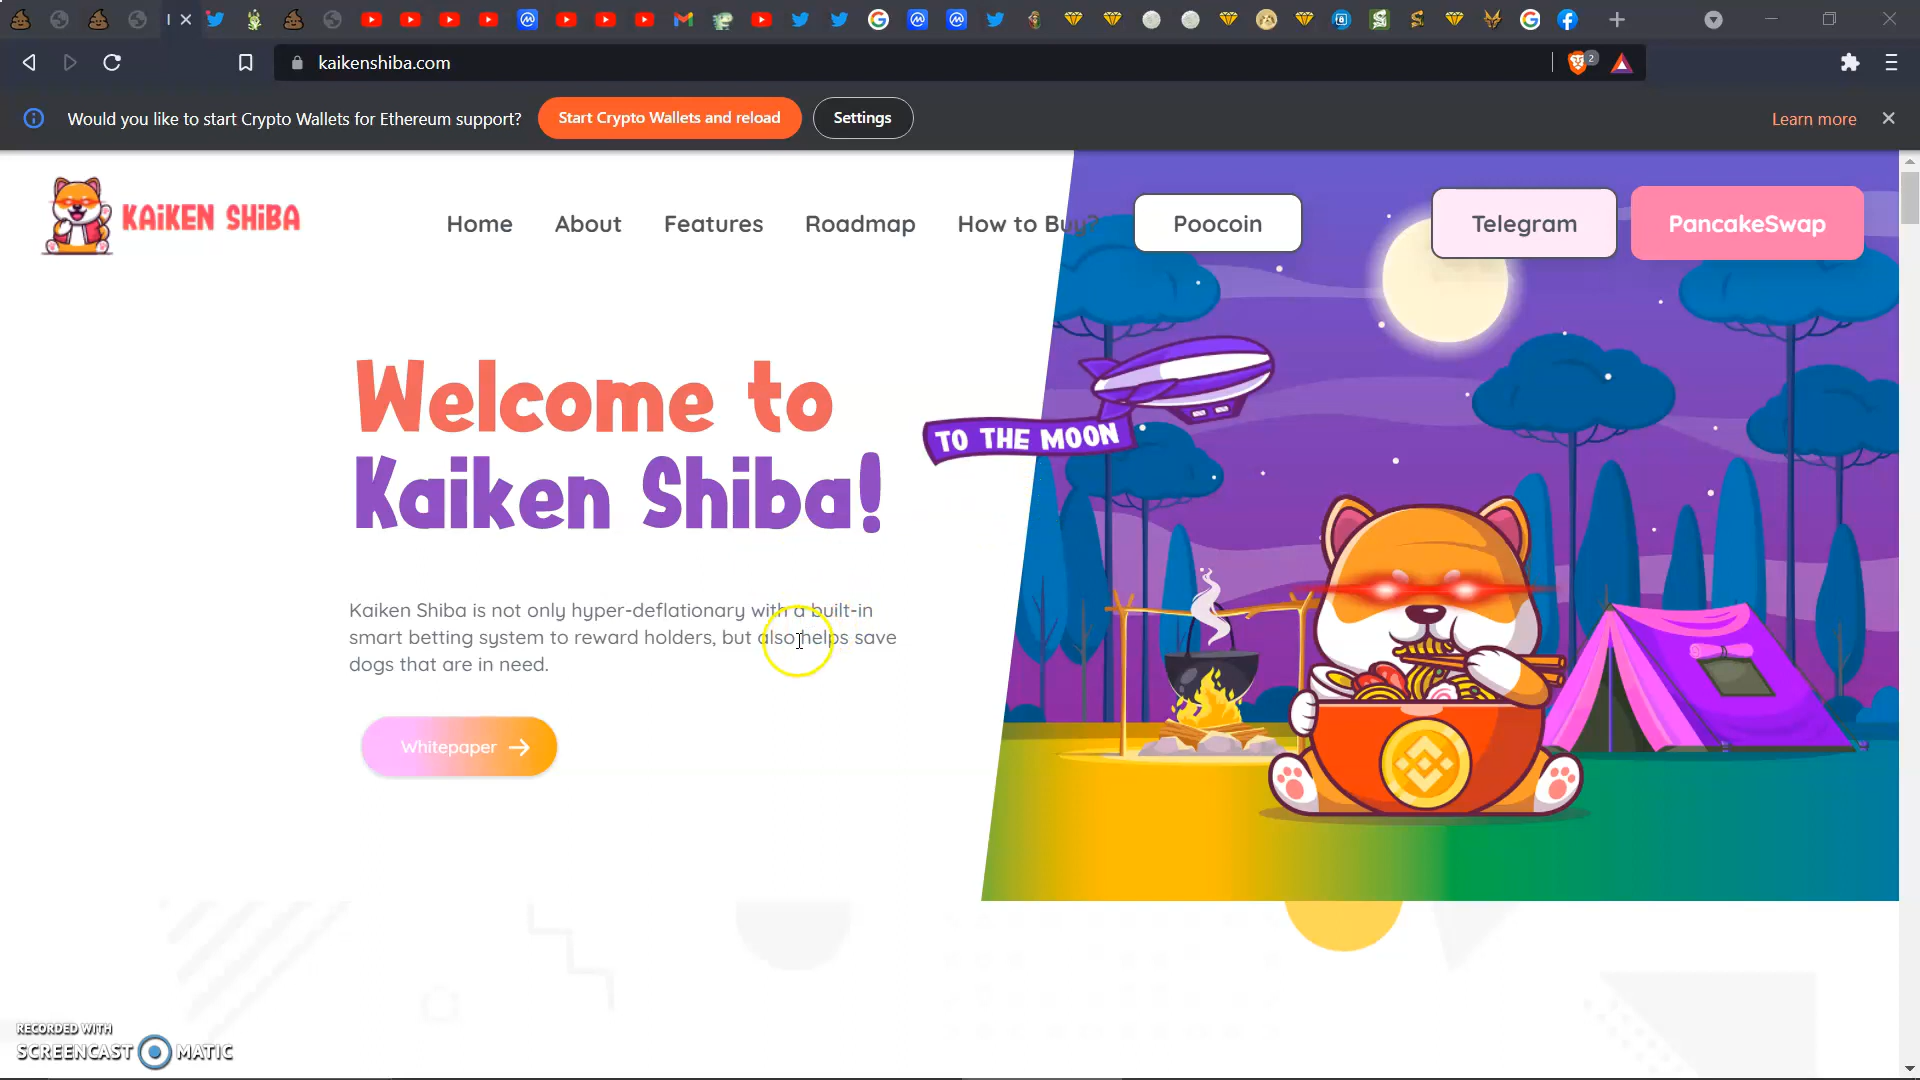 kaikenshiba.com
2
Would you like to start Crypto Wallets for Ethereum support?
Start Crypto Wallets and reload
Settings
Learn more
KAIKEN SHIBA
Home
About
Features
Roadmap
How to Buy?
Poocoin
Telegram
PancakeSwap
Welcome to
Kaiken Shiba!
TO THE MOON
Kaiken Shiba is not only hyper-deflationary with a built-in
smart betting system to reward holders, but also helps save
dogs that are in need.
Whitepaper
RECORDED WITH
SCREENCAST MATIC